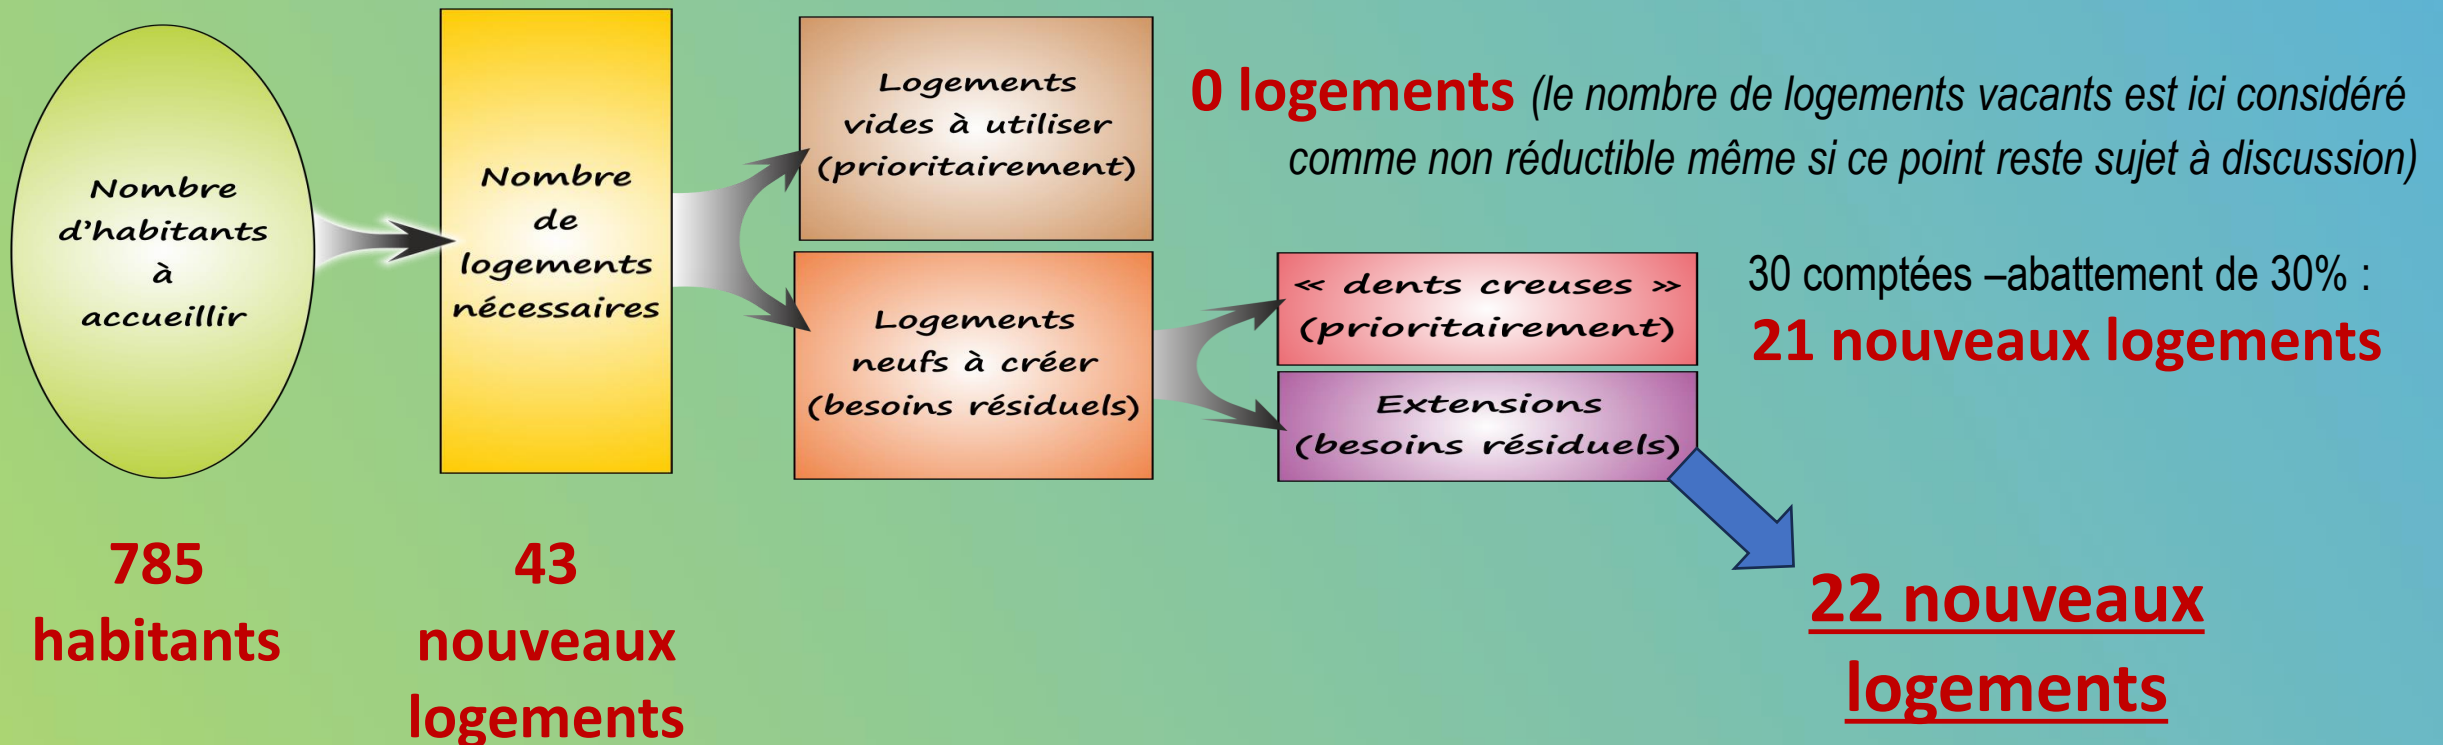 Nombre
d'habitants
à
accueillir
785
habitants
Nombre
de
logements
nécessaires
43
nouveaux
logements
Logements
vides à utiliser
(prioritairement)
0 logements (le nombre de logements vacants est ici considéré
comme non réductible même si ce point reste sujet à discussion)
Logements
neufs à créer
(besoins résiduels)
« dents creuses »
(prioritairement)
30 comptées –abattement de 30% :
21 nouveaux logements
Extensions
(besoins résiduels)
22 nouveaux
logements